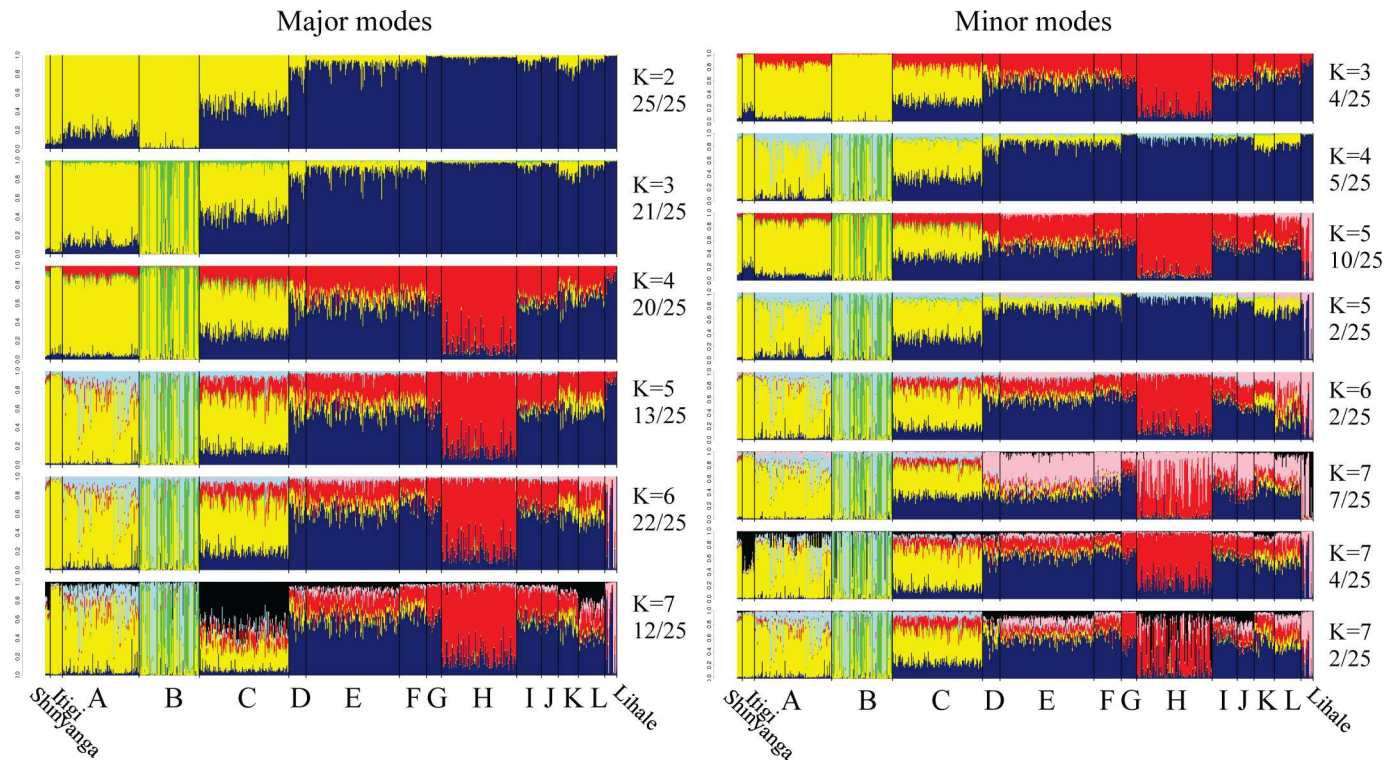 Major modes
Minor modes
K=2
25/25
K=3
21/25
K=4
20/25
K=5
13/25
K=6
22/25
K=7
12/25
Shinyanga Itigi A B C D E F G H I J K L Lihale
K=3
4/25
K=4
5/25
K=5
10/25
K=5
2/25
K=6
2/25
K=7
7/25
K=7
4/25
K=7
2/25
Shinyanga Itigi A B C D E F G H I J K L Lihale